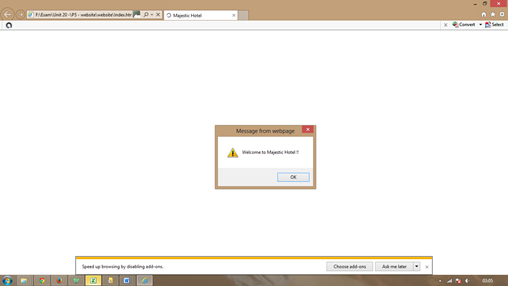 F:\Exam\Unit 20 -\P5 - website\website\index.htm
Majestic Hotel
Convert
Select
Message from webpage
Welcome to Majestic Hotel !!
OK
Speed up browsing by disabling add-ons.
Choose add-ons
Ask me later
03:05